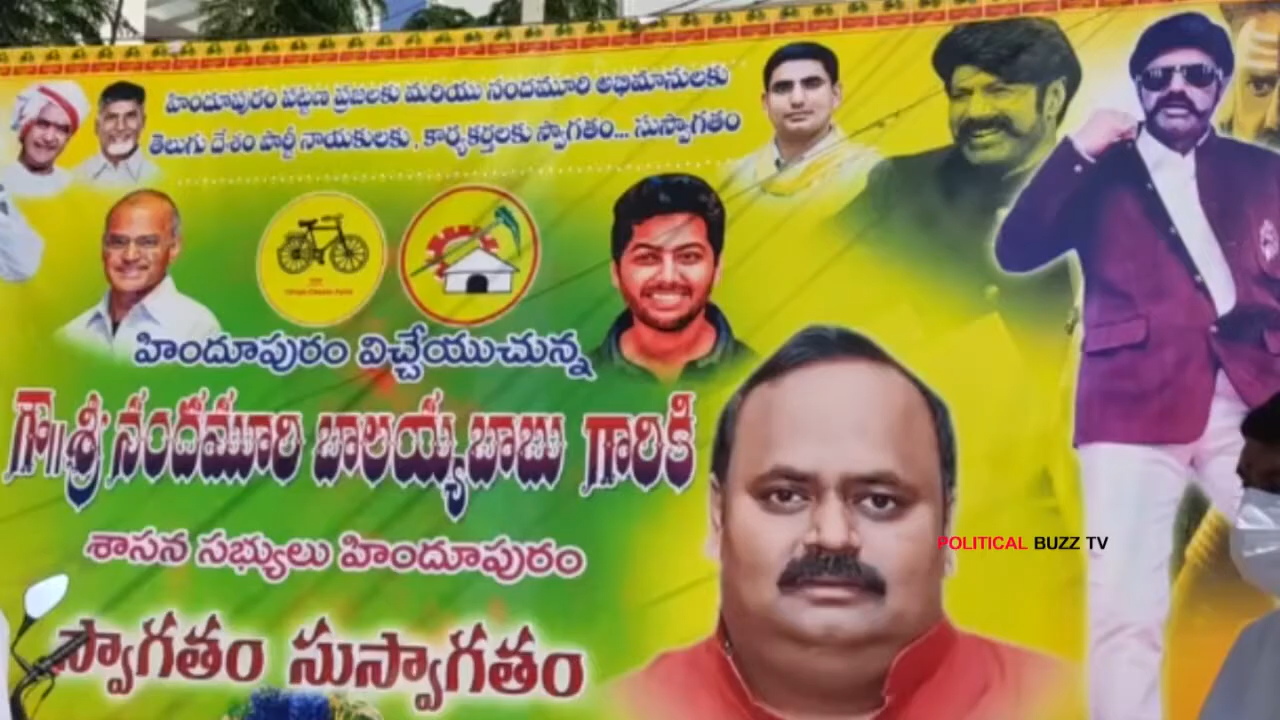 హిందూపురం పట్టణ ప్రజలకు మరియు నందమూరి అభిమానులకు
తెలుగు దేశం పార్టీ నాయకులకు, కార్యకర్తలకు స్వాగతం... సుస్వాగతం
హిందూపురం విచ్చేయుచున్న
గౌ||శ్రీ నందమూరి బాలయ్య బాబు గారికి
శాసన సభ్యులు హిందూపురం
స్వాగతం సుస్వాగతం
POLITICAL BUZZ TV